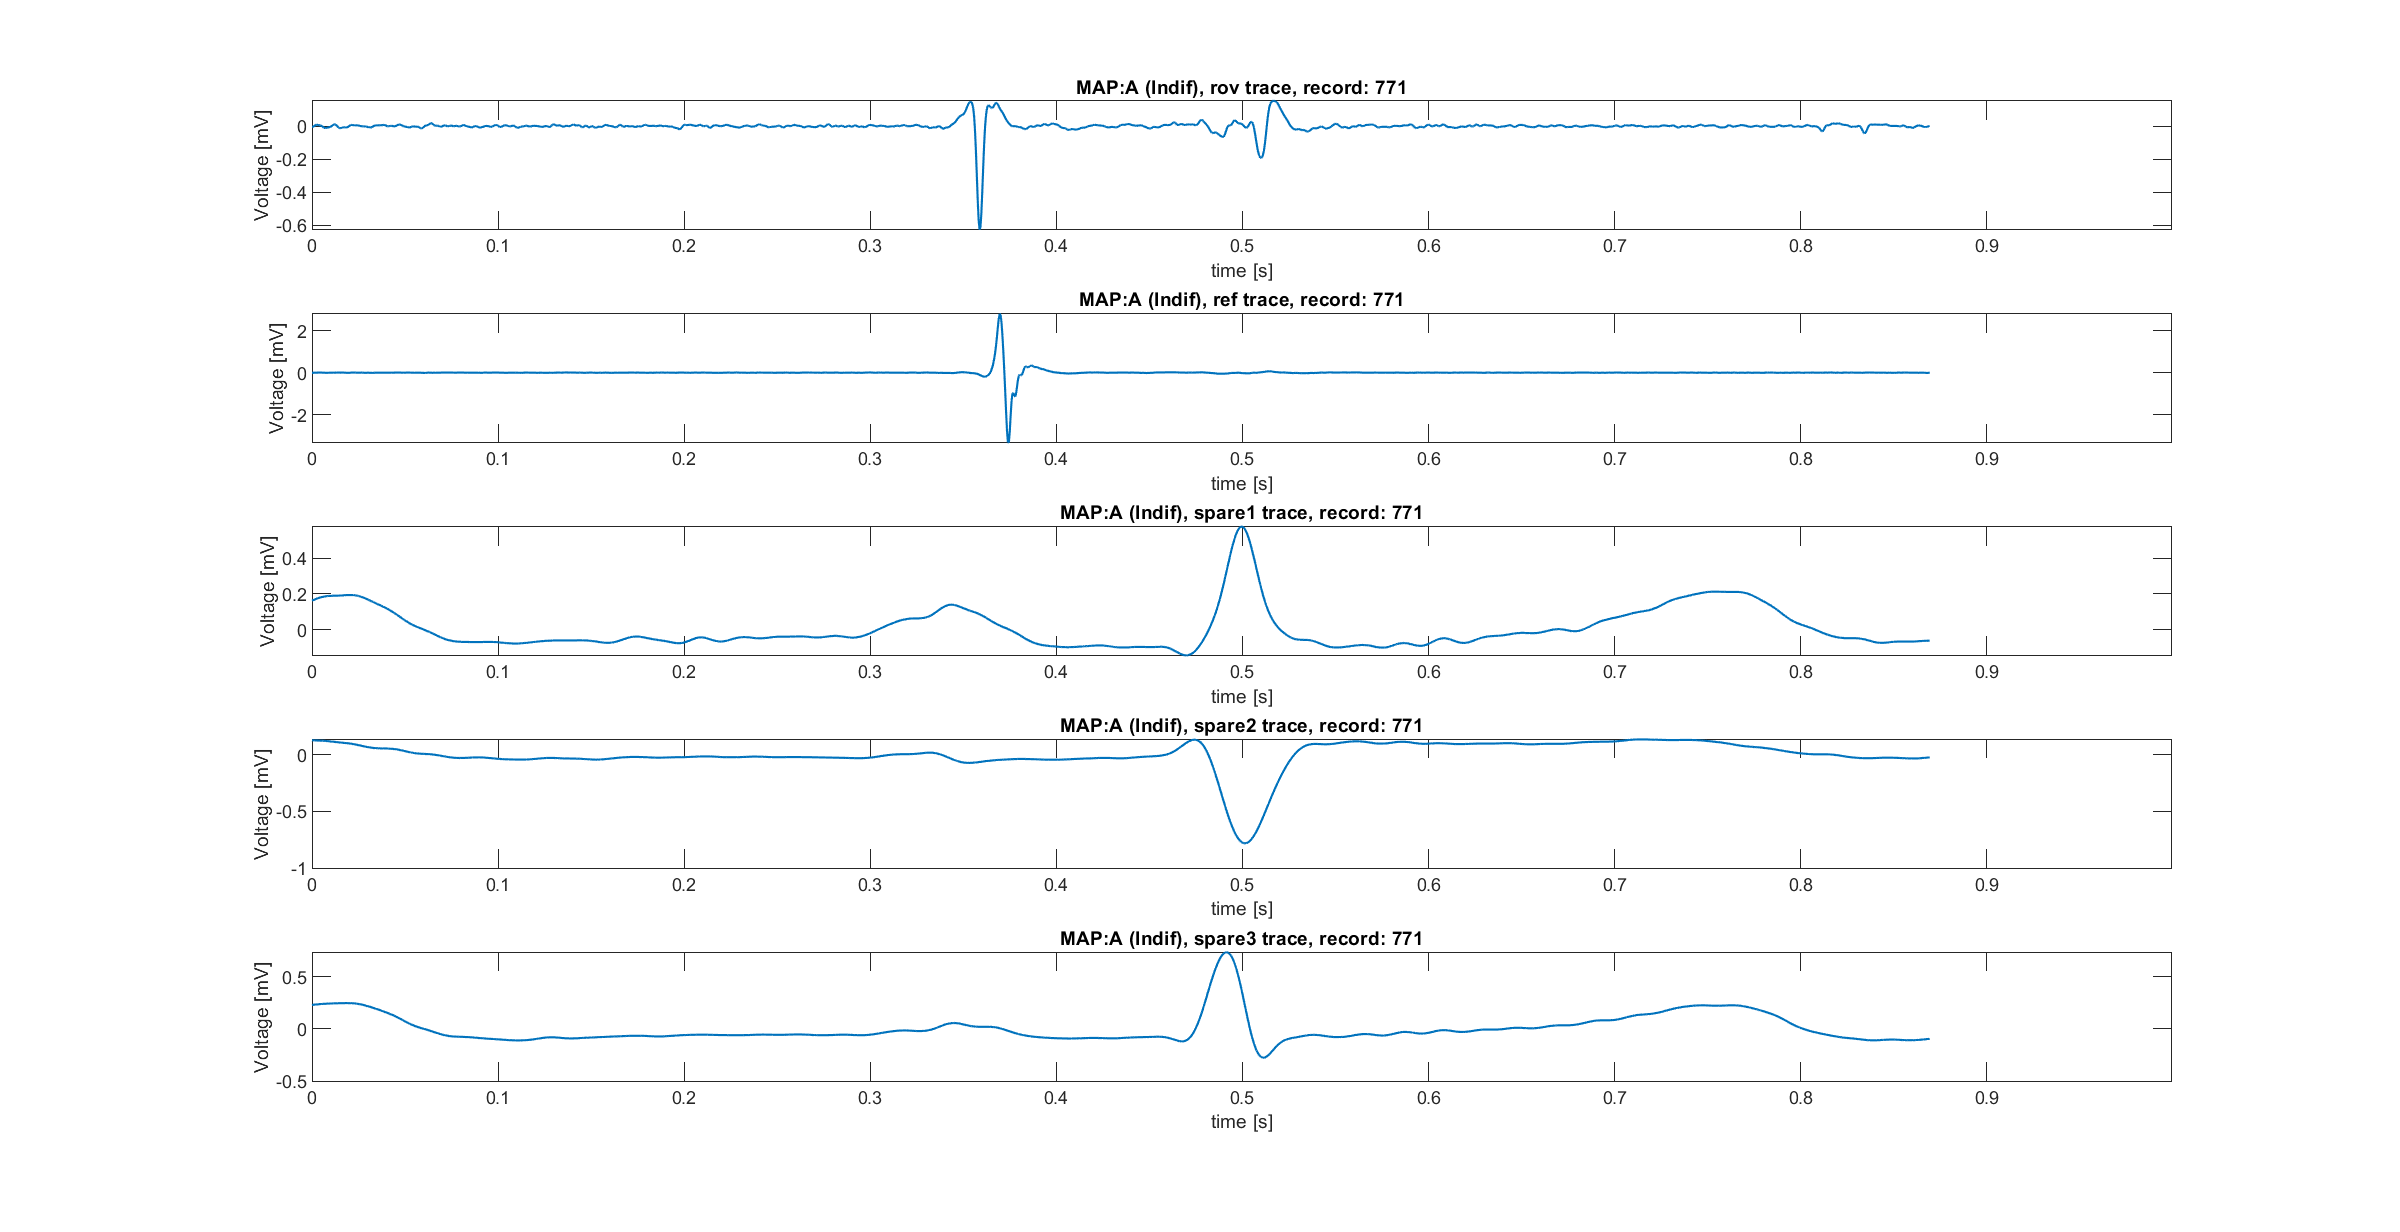 MAP:A (Indif), rov trace, record: 771
Voltage [mV]
0
-0.2
-0.4
-0.6
0 0.1 0.2 0.3 0.4 0.5 0.6 0.7 0.8 0.9
time [s]
MAP:A (Indif), ref trace, record: 771
Voltage [mV]
2
0
-2
0 0.1 0.2 0.3 0.4 0.5 0.6 0.7 0.8 0.9
time [s]
MAP:A (Indif), spare1 trace, record: 771
Voltage [mV]
0.4
0.2
0
0 0.1 0.2 0.3 0.4 0.5 0.6 0.7 0.8 0.9
time [s]
MAP:A (Indif), spare2 trace, record: 771
Voltage [mV]
0
-0.5
-1
0 0.1 0.2 0.3 0.4 0.5 0.6 0.7 0.8 0.9
time [s]
MAP:A (Indif), spare3 trace, record: 771
Voltage [mV]
0.5
0
-0.5
0 0.1 0.2 0.3 0.4 0.5 0.6 0.7 0.8 0.9
time [s]